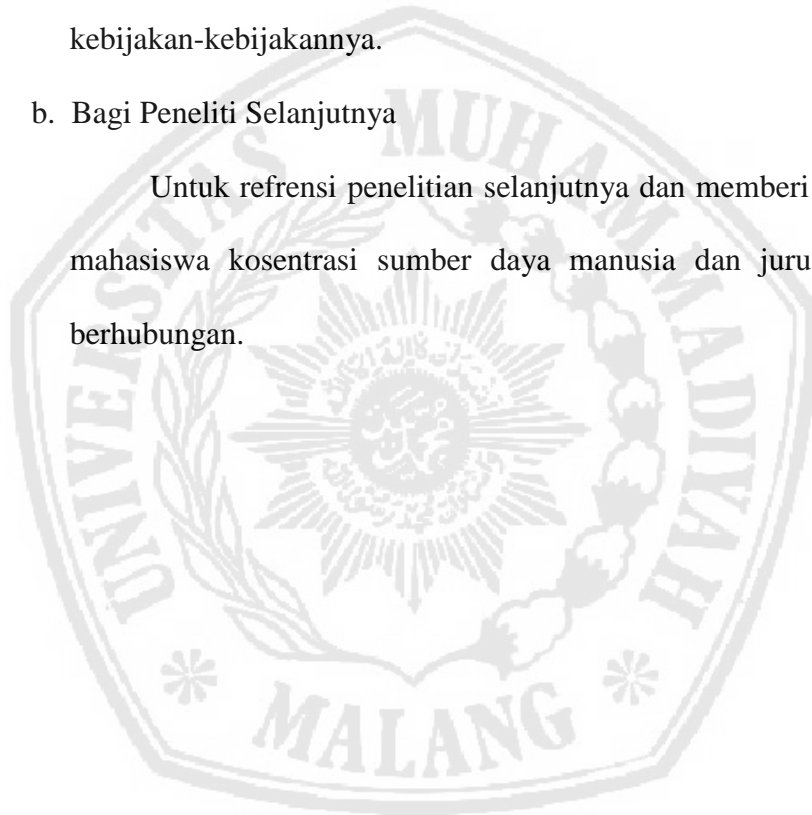 kebijakan-kebijakannya.
b. Bagi Peneliti Selanjutnya
Untuk refrensi penelitian selanjutnya dan memberi
mahasiswa kosentrasi sumber daya manusia dan juru
berhubungan.
UNIVERSITAS MUHAMMADIYAH
MALANG